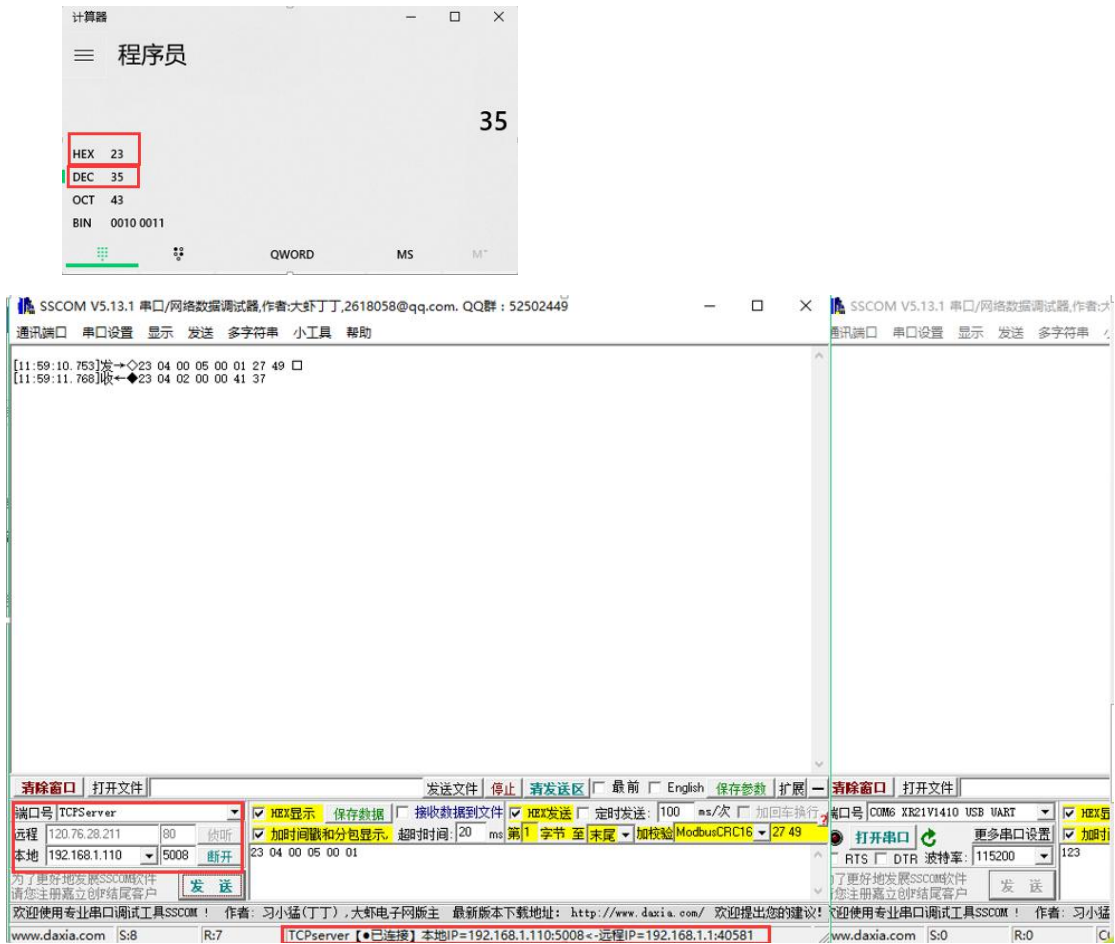 计算器
程序员
35
HEX 23
DEC 35
OCT 43
BIN 0010 0011
QWORD MS M
SSCOM V5.13.1 串口/网络数据调试器,作者:大虾丁丁,2618058@qq.com. QQ群：52502449
通讯端口 串口设置 显示 发送 多字符串 小工具 帮助
[11:59:10.753]发→◇23 04 00 05 00 01 27 49 □
[11:59:11.768]收←◆23 04 02 00 00 41 37
清除窗口 打开文件 发送文件 停止 清发送区 最前 English 保存参数 扩展 —
端口号 TCPServer HEX显示 保存数据 接收数据到文件 HEX发送 定时发送: 100 ms/次 加回车换行
远程 120.76.28.211 80 侦听 加时间戳和分包显示, 超时时间: 20 ms 第1 字节 至 末尾 加校验 ModbusCRC16 27 49
本地 192.168.1.110 5008 断开 23 04 00 05 00 01
为了更好地发展SSCOM软件
请您注册嘉立创F结尾客户 发 送
欢迎使用专业串口调试工具SSCOM ! 作者：习小猛(丁丁),大虾电子网版主 最新版本下载地址: http://www.daxia.com/ 欢迎提出您的建议!
www.daxia.com S:8 R:7 TCPserver【●已连接】本地IP=192.168.1.110:5008<-远程IP=192.168.1.1:40581
SSCOM V5.13.1 串口/网络数据调试器,作者:大
通讯端口 串口设置 显示 发送 多字符串
清除窗口 打开文件
端口号 COM6 XR21V1410 USB UART HEX显
打开串口 更多串口设置 加时
RTS DTR 波特率: 115200 123
为了更好地发展SSCOM软件
请您注册嘉立创F结尾客户 发 送
欢迎使用专业串口调试工具SSCOM ! 作者：习小猛
ww.daxia.com S:0 R:0